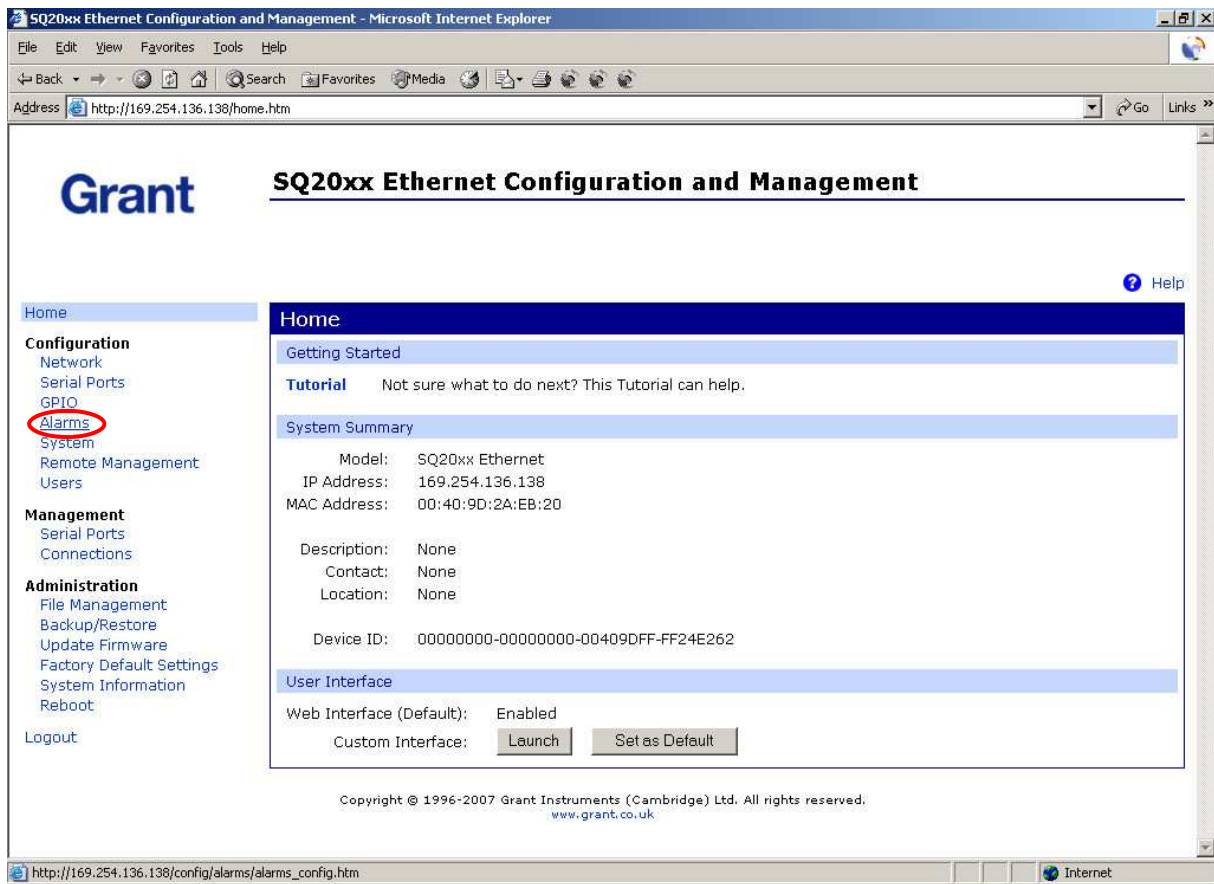 SQ20xx Ethernet Configuration and Management - Microsoft Internet Explorer
File Edit View Favorites Tools Help
Back Search Favorites Media
Address http://169.254.136.138/home.htm Go Links »
Grant
SQ20xx Ethernet Configuration and Management
? Help
Home
Configuration
Network
Serial Ports
GPIO
Alarms
System
Remote Management
Users
Management
Serial Ports
Connections
Administration
File Management
Backup/Restore
Update Firmware
Factory Default Settings
System Information
Reboot
Logout
Home
Getting Started
Tutorial Not sure what to do next? This Tutorial can help.
System Summary
Model: SQ20xx Ethernet
IP Address: 169.254.136.138
MAC Address: 00:40:9D:2A:EB:20
Description: None
Contact: None
Location: None
Device ID: 00000000-00000000-00409DFF-FF24E262
User Interface
Web Interface (Default): Enabled
Custom Interface: Launch Set as Default
Copyright © 1996-2007 Grant Instruments (Cambridge) Ltd. All rights reserved.
www.grant.co.uk
http://169.254.136.138/config/alarms/alarms_config.htm Internet